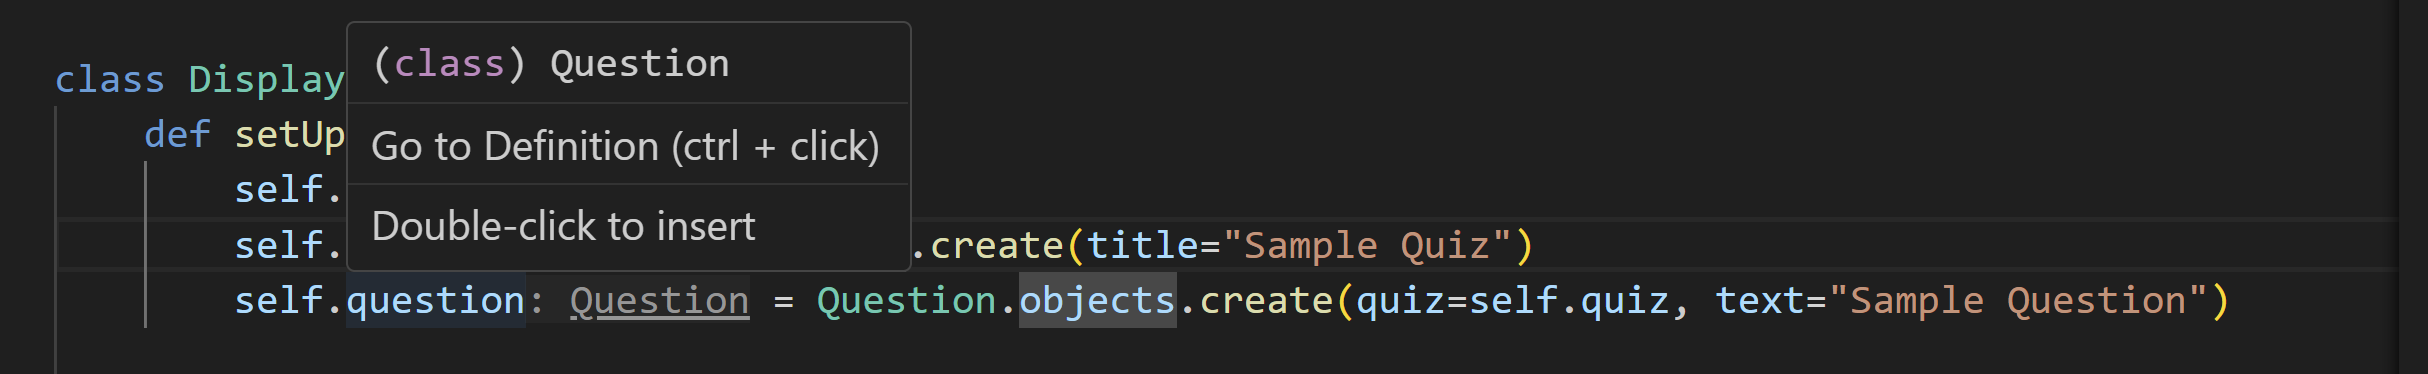 (class) Question
Go to Definition (ctrl + click)
Double-click to insert
class Display
def setUp
self.
self. .create(title="Sample Quiz")
self.question: Question = Question.objects.create(quiz=self.quiz, text="Sample Question")